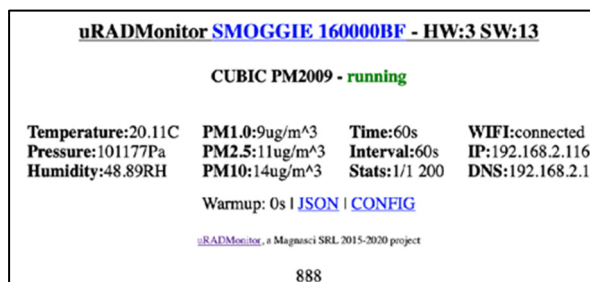 uRADMonitor SMOGGIE 160000BF - HW:3 SW:13
CUBIC PM2009 - running
Temperature:20.11C PM1.0:9ug/m^3 Time:60s WIFI:connected
Pressure:101177Pa PM2.5:11ug/m^3 Interval:60s IP:192.168.2.116
Humidity:48.89RH PM10:14ug/m^3 Stats:1/1 200 DNS:192.168.2.1
Warmup: 0s | JSON | CONFIG
uRADMonitor, a Magnasci SRL 2015-2020 project
888